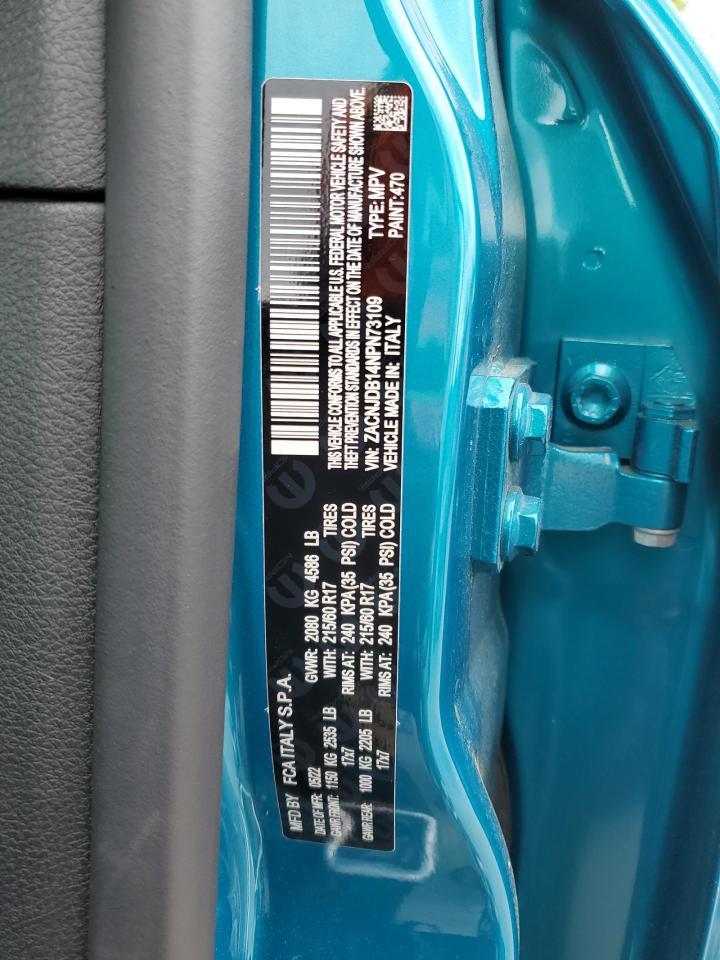 MFD BY FCA ITALY S.P.A.
DATE OF MFR: 05/22 GVWR: 2080 KG 4586 LB
GAWR FRONT: 1150 KG 2535 LB WITH: 215/60 R17 TIRES
17x7 RIMS AT: 240 KPA(35 PSI) COLD
GAWR REAR: 1000 KG 2205 LB WITH: 215/60 R17 TIRES
17x7 RIMS AT: 240 KPA(35 PSI) COLD
THIS VEHICLE CONFORMS TO ALL APPLICABLE U.S. FEDERAL MOTOR VEHICLE SAFETY AND
THEFT PREVENTION STANDARDS IN EFFECT ON THE DATE OF MANUFACTURE SHOWN ABOVE.
VIN: ZACNJDB14NPN73109 TYPE: MPV
VEHICLE MADE IN: ITALY PAINT: 470